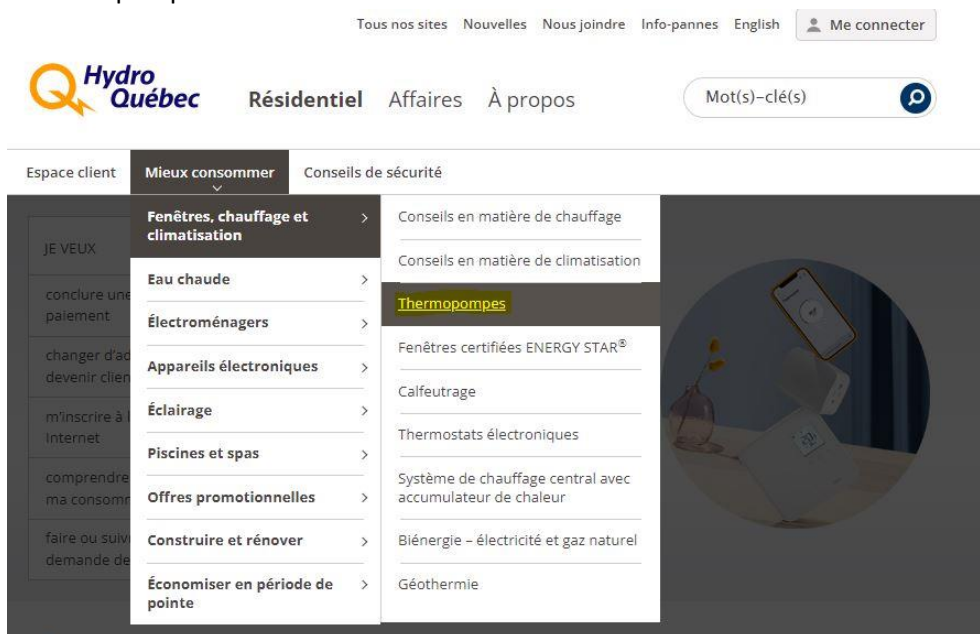 Tous nos sites Nouvelles Nous joindre Info-pannes English Me connecter
Hydro
Québec
Résidentiel Affaires À propos
Mot(s)-clé(s)
Espace client Mieux consommer Conseils de sécurité
JE VEUX
conclure une
paiement
changer d'ad
devenir clien
m'inscrire à l
Internet
comprendre
ma consomm
faire ou suiv
demande de
Fenêtres, chauffage et
climatisation
Eau chaude
Électroménagers
Appareils électroniques
Éclairage
Piscines et spas
Offres promotionnelles
Construire et rénover
Économiser en période de
pointe
Conseils en matière de chauffage
Conseils en matière de climatisation
Thermopompes
Fenêtres certifiées ENERGY STAR®
Calfeutrage
Thermostats électroniques
Système de chauffage central avec
accumulateur de chaleur
Biénergie – électricité et gaz naturel
Géothermie